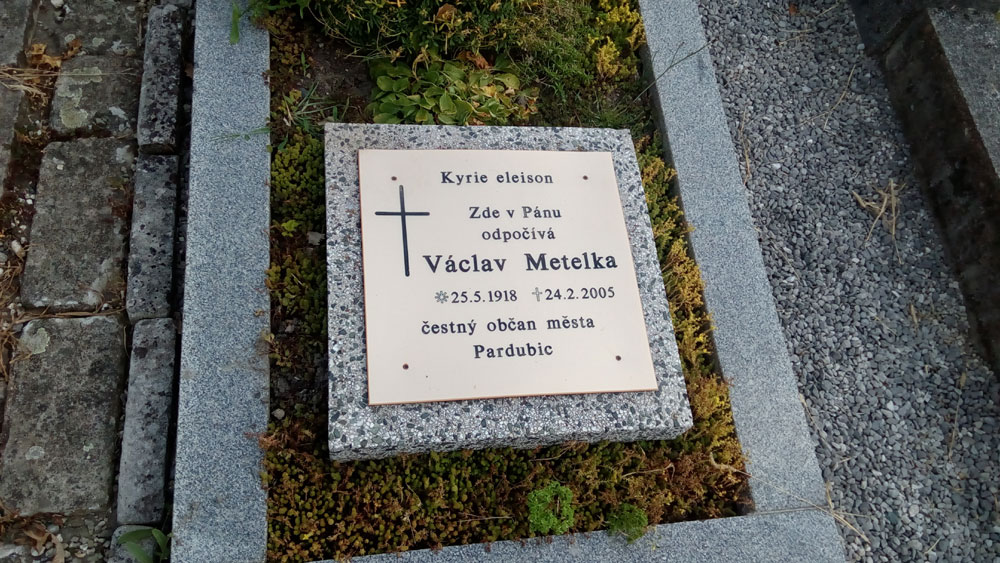 Kyrie eleison
Zde v Pánu
odpočívá
Václav Metelka
*25.5.1918 †24.2.2005
čestný občan města
Pardubic